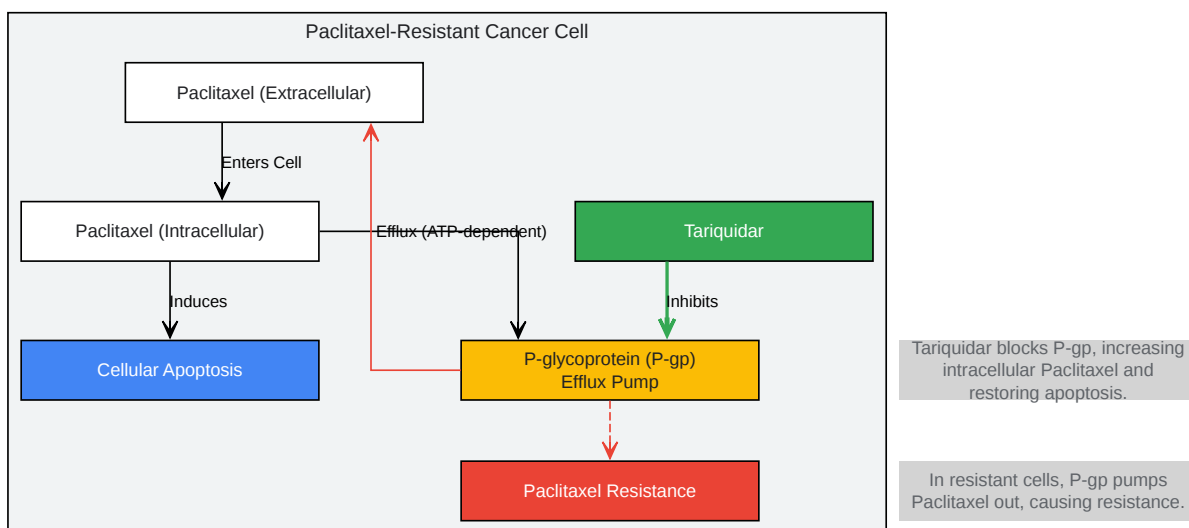 Paclitaxel-Resistant Cancer Cell
Paclitaxel (Extracellular)
Enters Cell
Paclitaxel (Intracellular)
Efflux (ATP-dependent)
Tariquidar
Induces
Inhibits
Cellular Apoptosis
P-glycoprotein (P-gp)
Efflux Pump
Tariquidar blocks P-gp, increasing
intracellular Paclitaxel and
restoring apoptosis.
Paclitaxel Resistance
In resistant cells, P-gp pumps
Paclitaxel out, causing resistance.